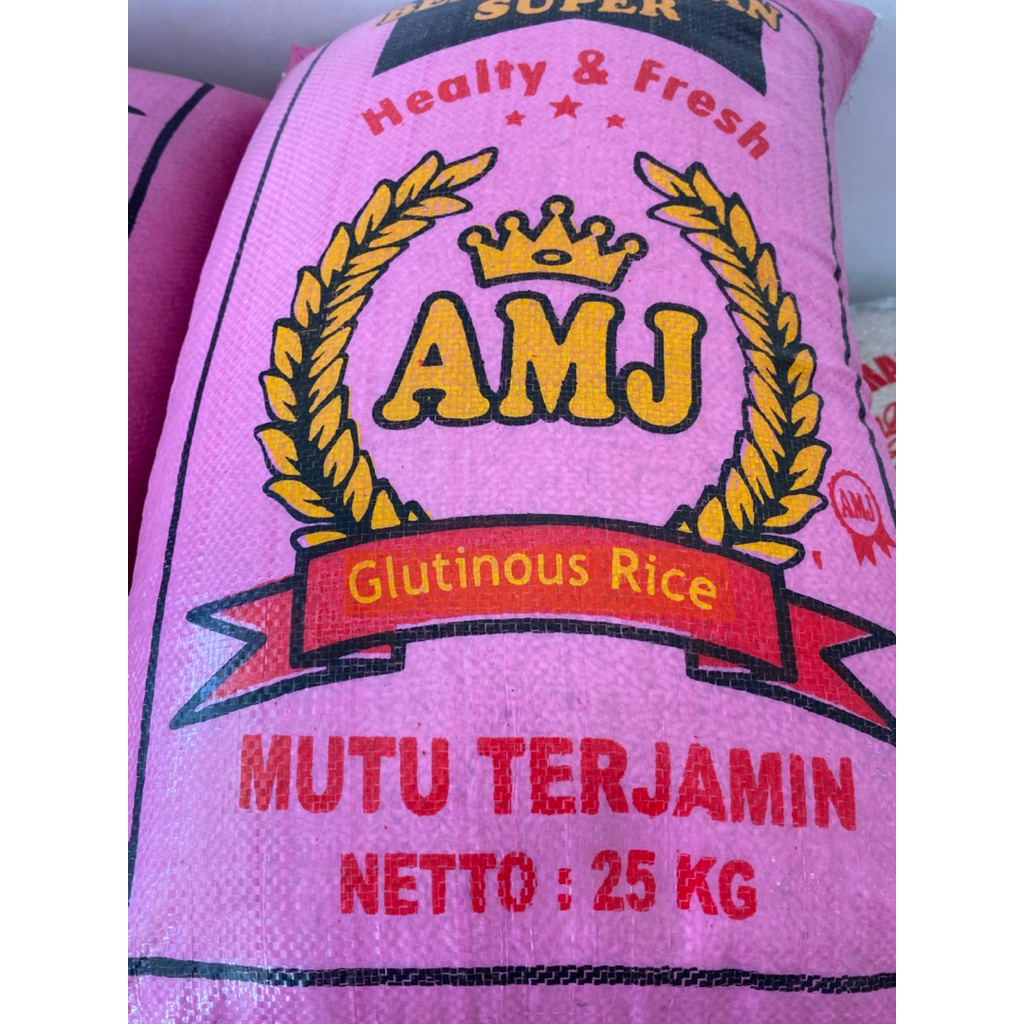 SUPER
Healty & Fresh
AMJ
Glutinous Rice
AMJ
MUTU TERJAMIN
NETTO : 25 KG